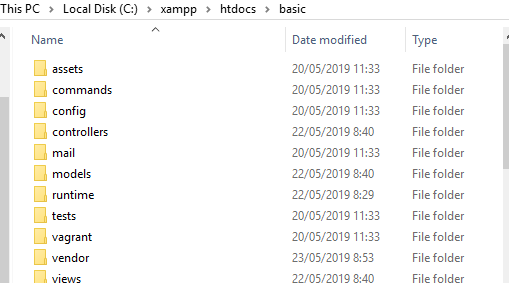 This PC > Local Disk (C:) > xampp > htdocs > basic
Name Date modified Type
assets 20/05/2019 11:33 File folder
commands 20/05/2019 11:33 File folder
config 20/05/2019 11:33 File folder
controllers 22/05/2019 8:40 File folder
mail 20/05/2019 11:33 File folder
models 22/05/2019 8:40 File folder
runtime 22/05/2019 8:29 File folder
tests 20/05/2019 11:33 File folder
vagrant 20/05/2019 11:33 File folder
vendor 23/05/2019 8:53 File folder
views 22/05/2019 8:40 File folder